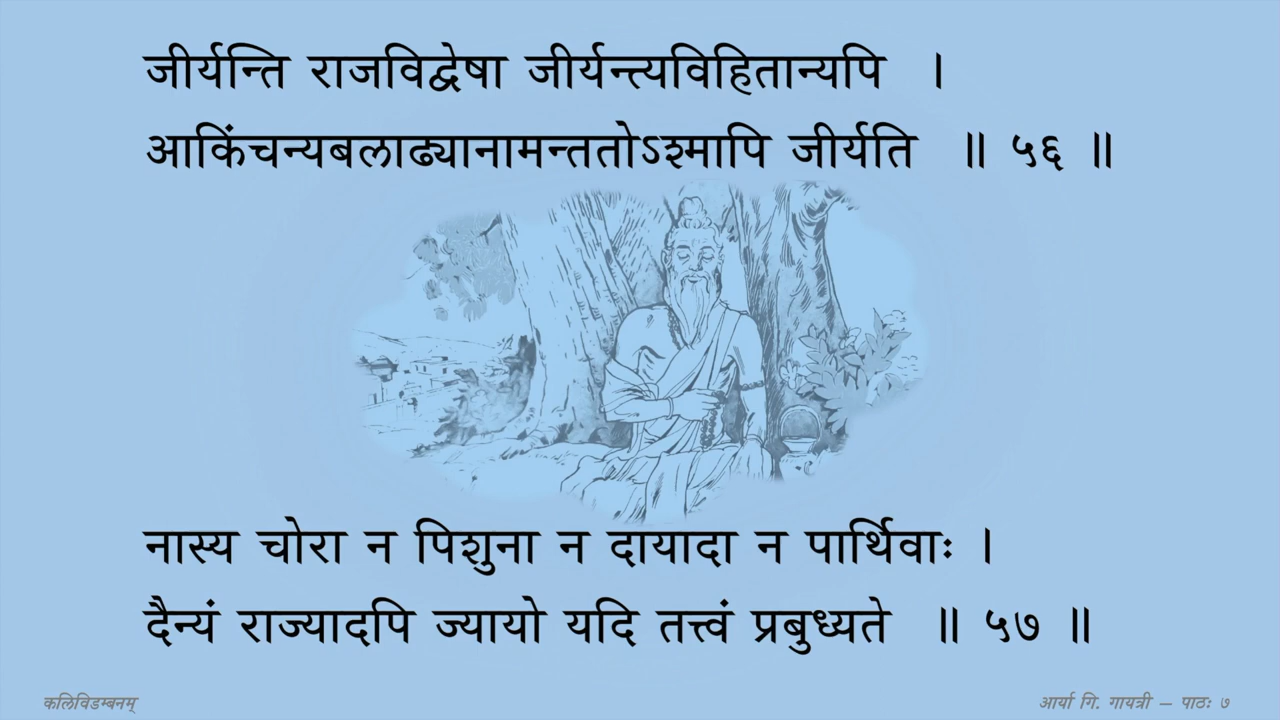 जीर्यन्ति राजविद्वेषा जीर्यन्त्यविहितान्यपि ।
आकिंचन्यबलाढ्यानामन्ततोऽश्मापि जीर्यति ॥ ५६ ॥
नास्य चोरा न पिशुना न दायादा न पार्थिवाः ।
दैन्यं राज्यादपि ज्यायो यदि तत्त्वं प्रबुध्यते ॥ ५७ ॥
कलिविडम्बनम्
आर्या गि. गायत्री – पाठः ७